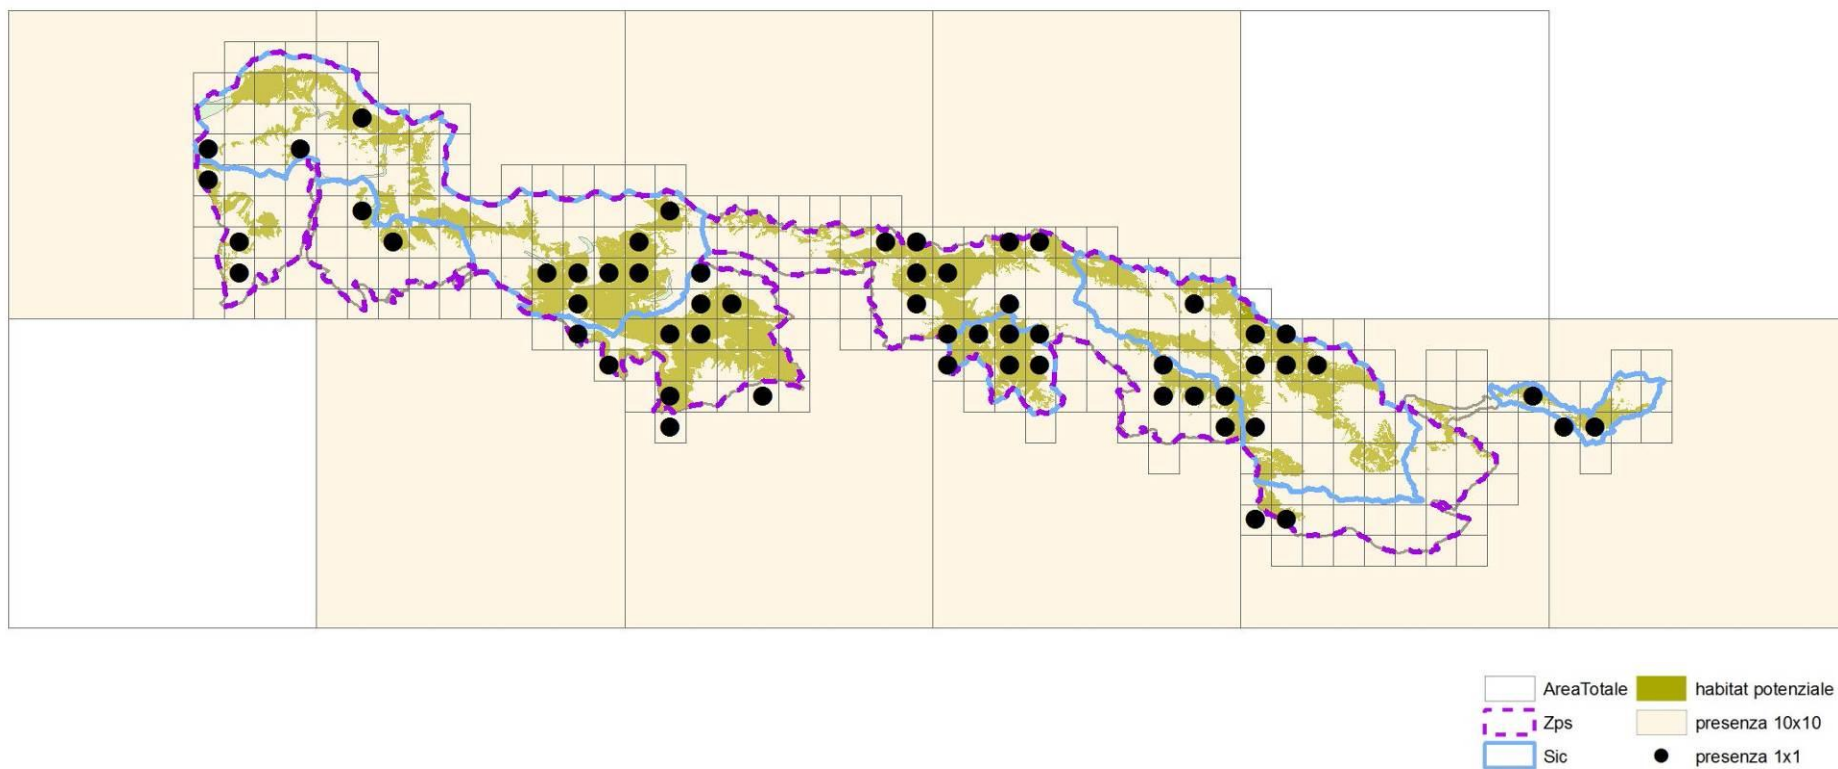 AreaTotale habitat potenziale
Zps presenza 10x10
Sic presenza 1x1